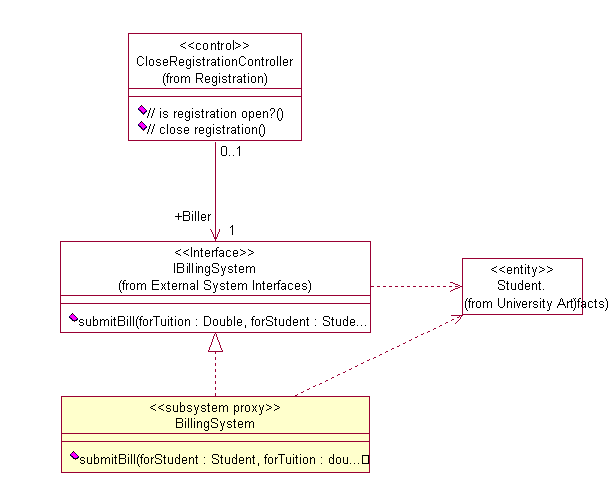 <<control>>
CloseRegistrationController
(from Registration)
// is registration open?()
// close registration()
0..1
+Biller
1
<<Interface>>
IBillingSystem
(from External System Interfaces)
submitBill(forTuition : Double, forStudent : Stude...
<<entity>>
Student.
(from University Artifacts)
<<subsystem proxy>>
BillingSystem
submitBill(forStudent : Student, forTuition : dou...